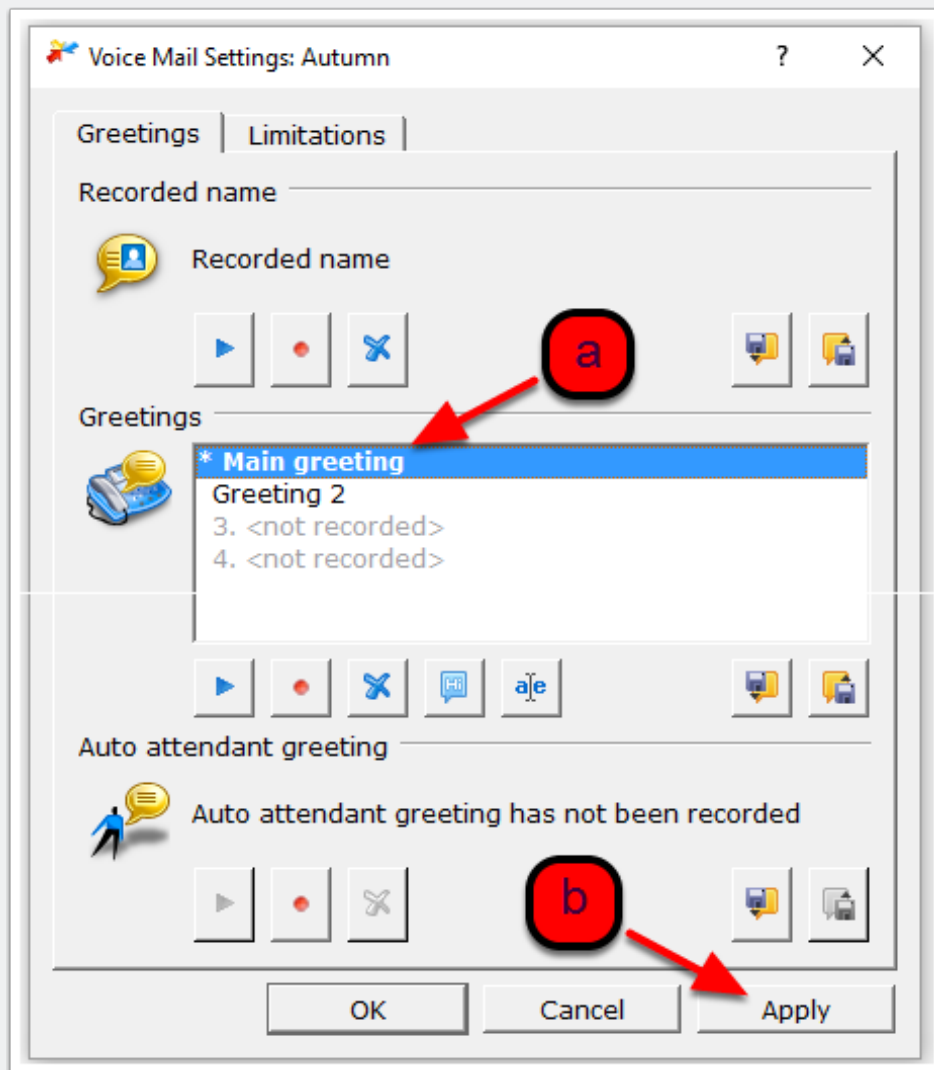 Voice Mail Settings: Autumn
?
Greetings
Limitations
Recorded name
Recorded name
a
Greetings
* Main greeting
Greeting 2
3. <not recorded>
4. <not recorded>
Hi
a e
Auto attendant greeting
Auto attendant greeting has not been recorded
b
OK
Cancel
Apply